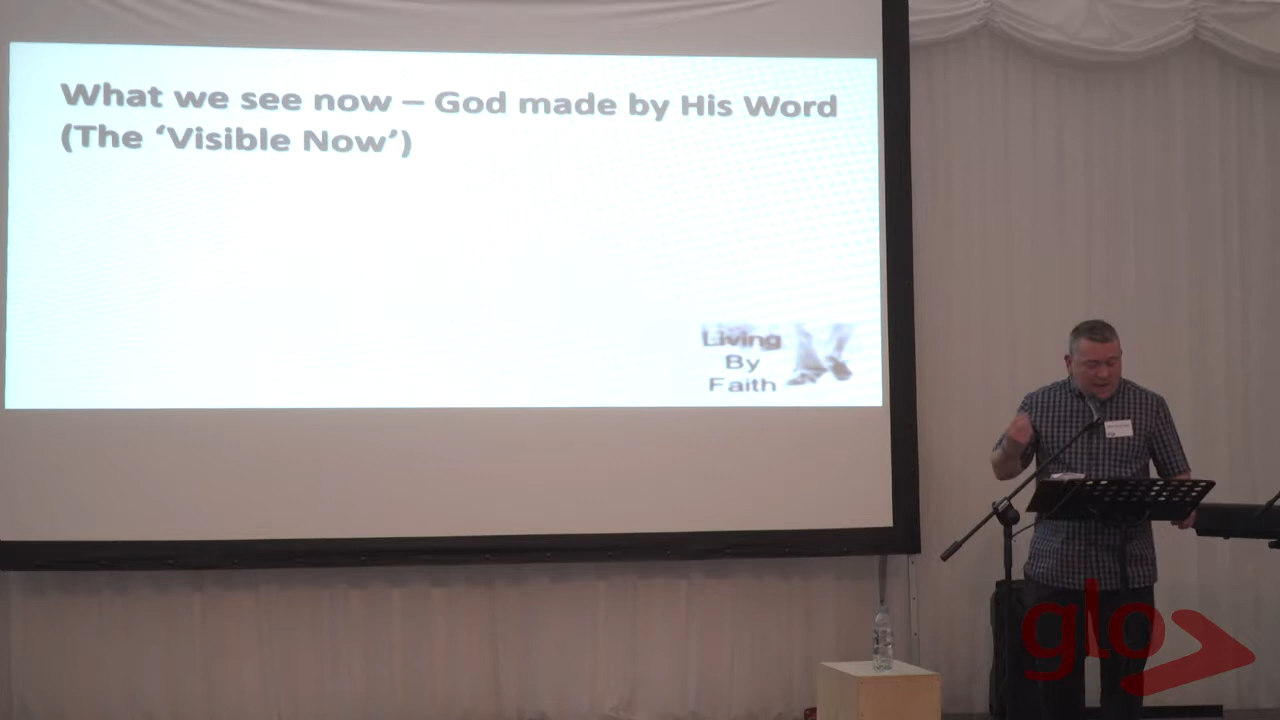 What we see now – God made by His Word
(The ‘Visible Now’)
Living
By
Faith
glo